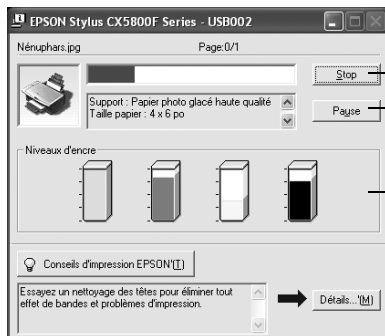 EPSON Stylus CX5800F Series - USB002
Nénuphars.jpg Page:0/1
Stop
Support : Papier photo glacé haute qualité
Taille papier : 4 x 6 po
Pause
Niveaux d'encre
Conseils d'impression EPSON'(T)
Essayez un nettoyage des têtes pour éliminer tout
effet de bandes et problèmes d'impression.
Détails...'(M)